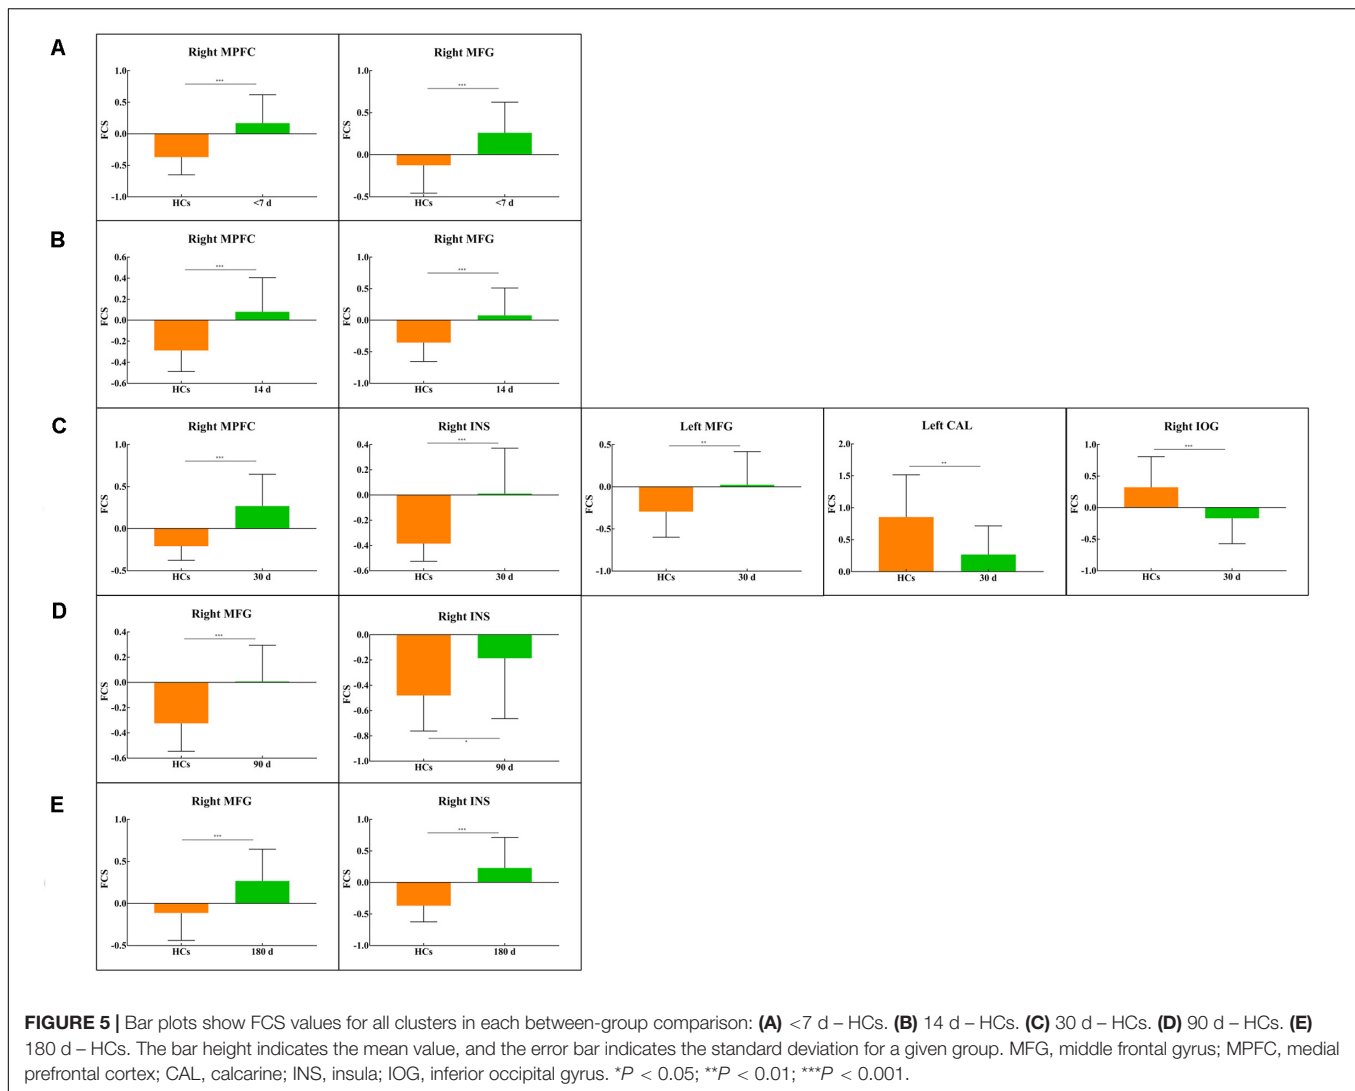 A
Right MPFC
***
1.0
0.5
0.0
-0.5
-1.0
FCS
HCs
<7 d
Right MFG
***
1.0
0.5
0.0
-0.5
FCS
HCs
<7 d
B
Right MPFC
***
0.6
0.4
0.2
0.0
-0.2
-0.4
-0.6
FCS
HCs
14 d
Right MFG
***
1.0
0.5
0.0
-0.5
-1.0
FCS
HCs
14 d
C
Right MPFC
***
1.0
0.5
0.0
-0.5
FCS
HCs
30 d
Right INS
***
0.4
0.2
0.0
-0.2
-0.4
-0.6
FCS
HCs
30 d
Left MFG
**
0.5
0.0
-0.5
-1.0
FCS
HCs
30 d
Left CAL
**
2.0
1.5
1.0
0.5
0.0
FCS
HCs
30 d
Right IOG
***
1.0
0.5
0.0
-0.5
-1.0
FCS
HCs
30 d
D
Right MFG
***
0.4
0.2
0.0
-0.2
-0.4
-0.6
FCS
HCs
90 d
Right INS
0.0
-0.2
-0.4
-0.6
-0.8
-1.0
FCS
*
HCs
90 d
E
Right MFG
***
1.0
0.5
0.0
-0.5
FCS
HCs
180 d
Right INS
***
1.0
0.5
0.0
-0.5
-1.0
FCS
HCs
180 d
FIGURE 5 | Bar plots show FCS values for all clusters in each between-group comparison: (A) <7 d – HCs. (B) 14 d – HCs. (C) 30 d – HCs. (D) 90 d – HCs. (E)
180 d – HCs. The bar height indicates the mean value, and the error bar indicates the standard deviation for a given group. MFG, middle frontal gyrus; MPFC, medial
prefrontal cortex; CAL, calcarine; INS, insula; IOG, inferior occipital gyrus. *P < 0.05; **P < 0.01; ***P < 0.001.